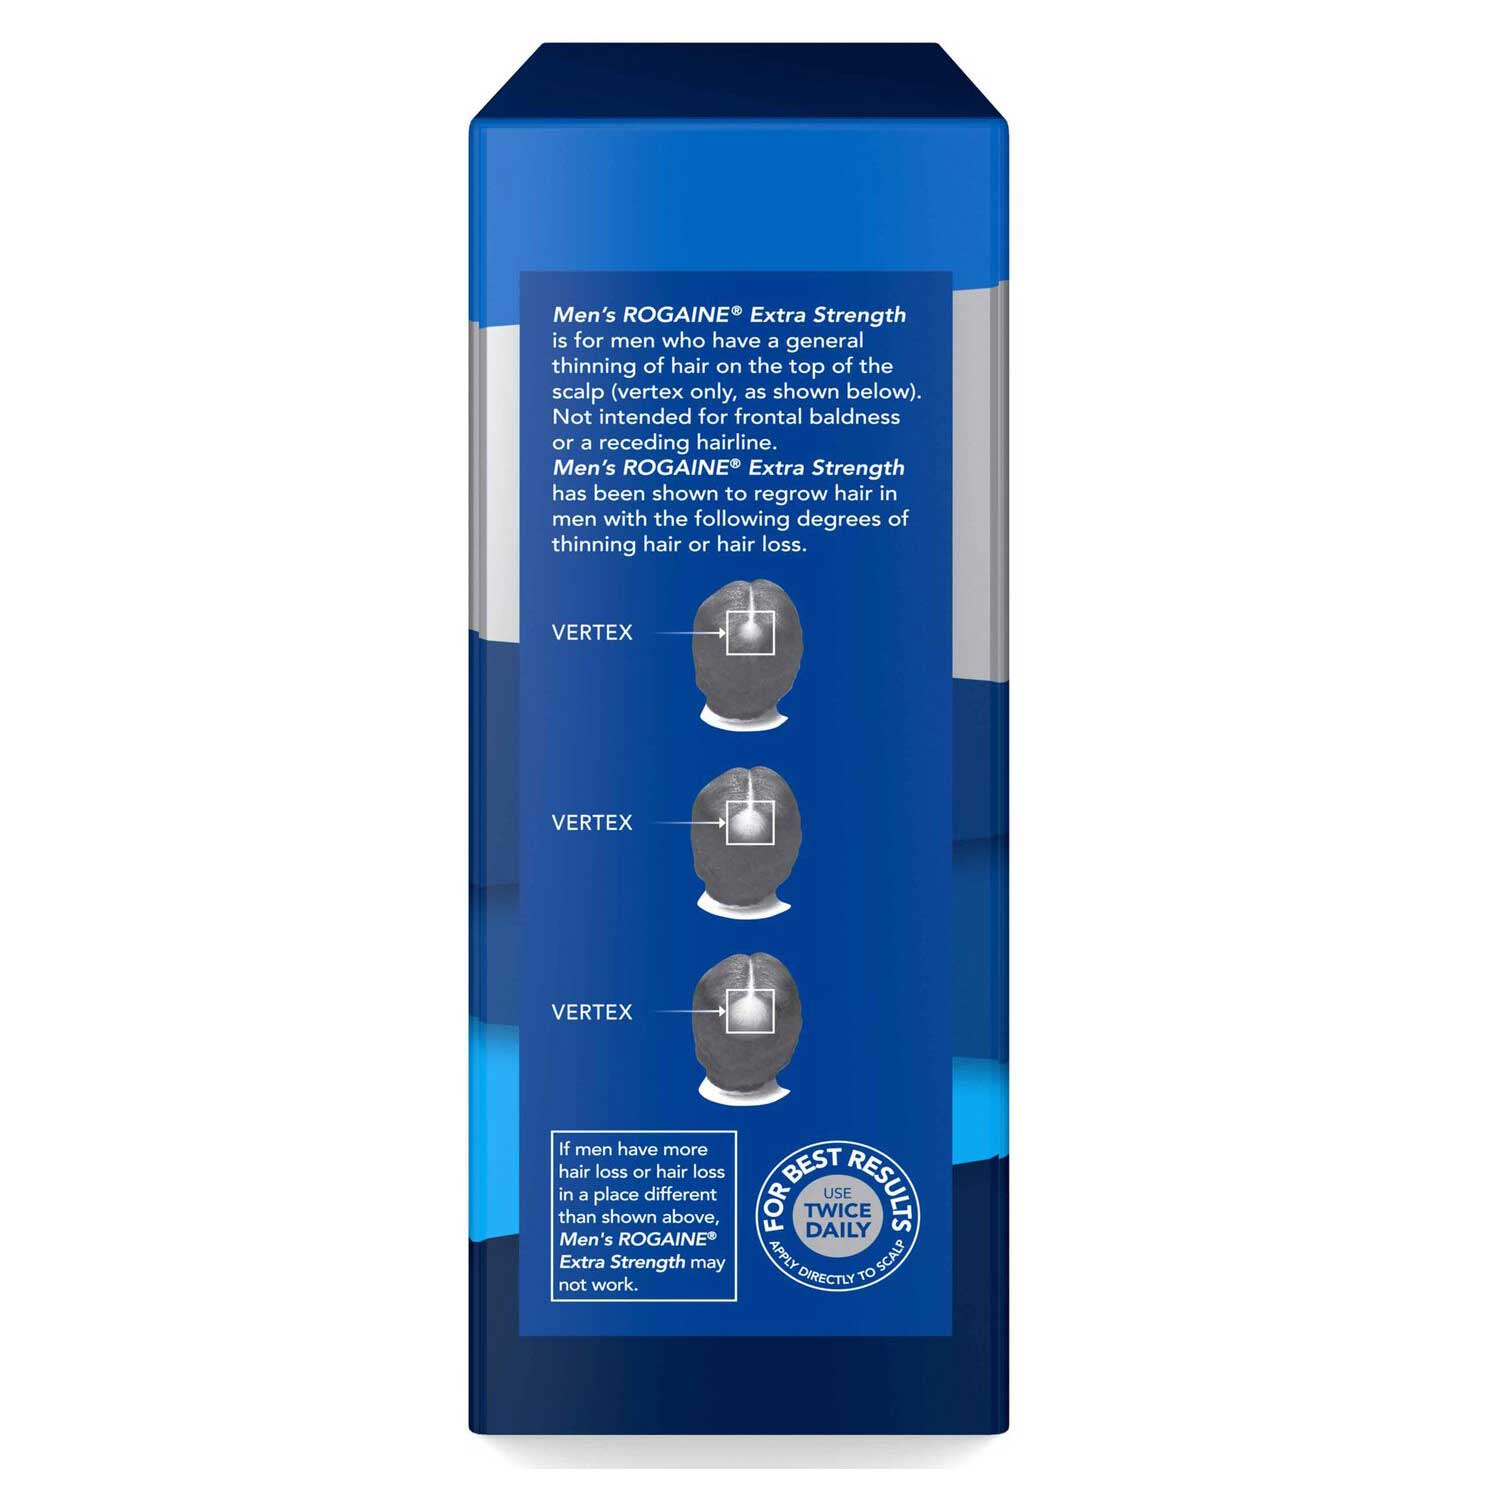 Men's ROGAINE® Extra Strength
is for men who have a general
thinning of hair on the top of the
scalp (vertex only, as shown below).
Not intended for frontal baldness
or a receding hairline.
Men's ROGAINE® Extra Strength
has been shown to regrow hair in
men with the following degrees of
thinning hair or hair loss.
VERTEX
VERTEX
VERTEX
If men have more
hair loss or hair loss
in a place different
than shown above,
Men's ROGAINE®
Extra Strength may
not work.
FOR BEST RESULTS
USE
TWICE
DAILY
APPLY DIRECTLY TO SCALP